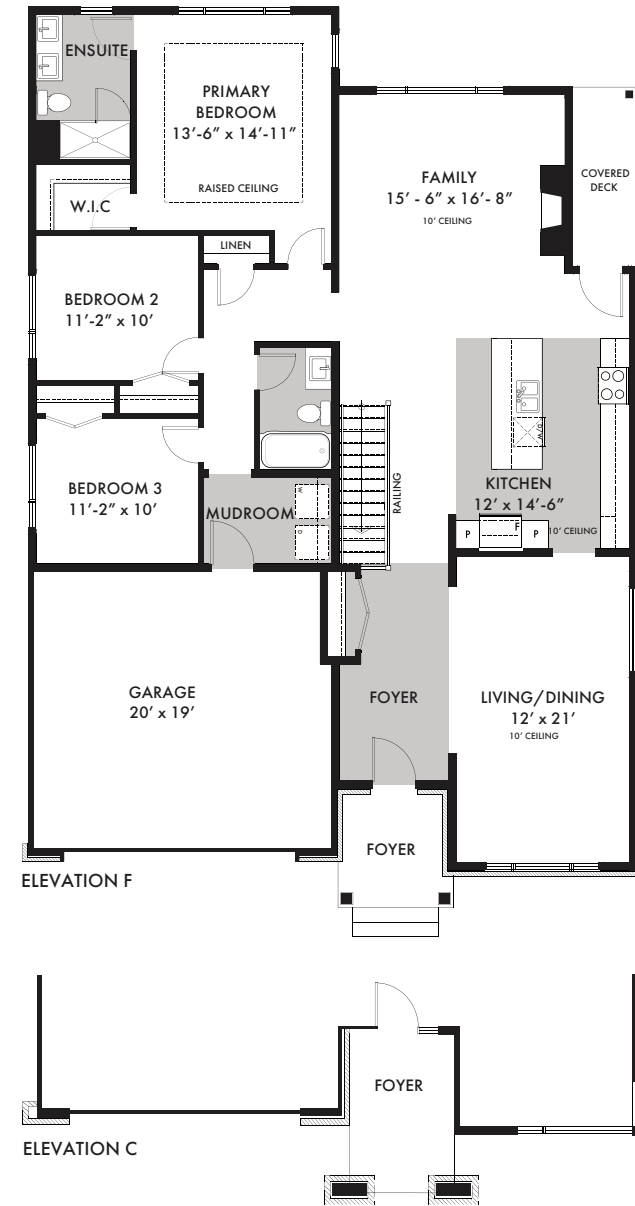 ENSUITE
PRIMARY
BEDROOM
13'-6" x 14'-11"
RAISED CEILING
W.I.C
LINEN
FAMILY
15' - 6" x 16'- 8"
10' CEILING
COVERED
DECK
BEDROOM 2
11'-2" x 10'
BEDROOM 3
11'-2" x 10'
MUDROOM
RAILING
D/W
KITCHEN
12' x 14'-6"
10' CEILING
P
F
P
GARAGE
20' x 19'
FOYER
LIVING/DINING
12' x 21'
10' CEILING
FOYER
ELEVATION F
FOYER
ELEVATION C